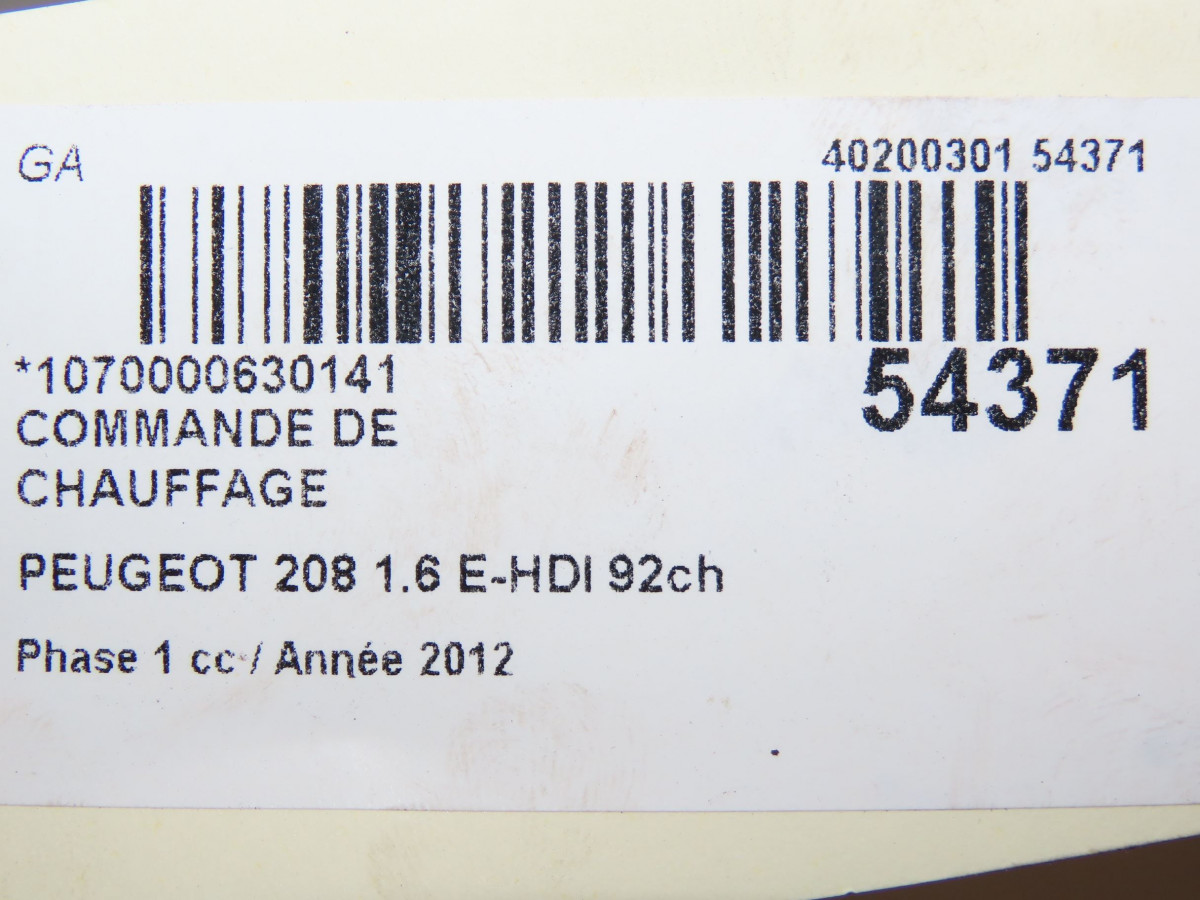 GA
40200301 54371
*1070000630141
54371
COMMANDE DE
CHAUFFAGE
PEUGEOT 208 1.6 E-HDI 92ch
Phase 1 cc / Année 2012